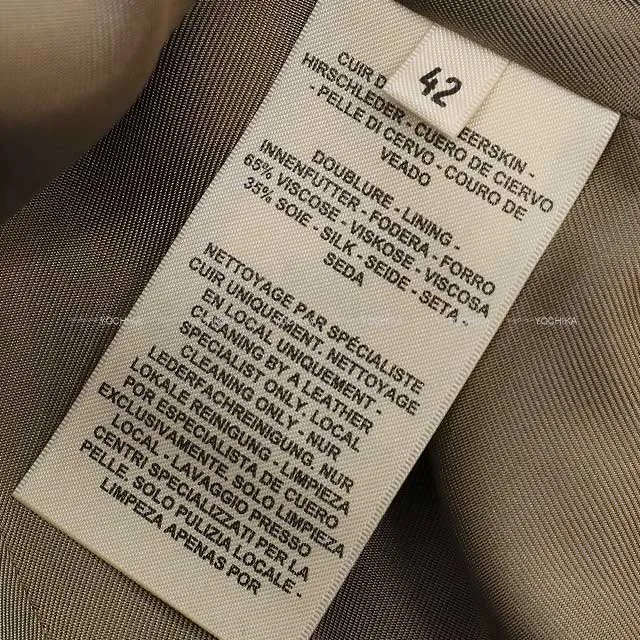 42
CUIR D
EERSKIN -
HIRSCHLEDER - CUERO DE CIERVO
- PELLE DI CERVO - COURO DE
VEADO
DOUBLURE - LINING -
INNENFUTTER - FODERA - FORRO
65% VISCOSE - VISKOSE - VISCOSA
35% SOIE - SILK - SEIDE - SETA -
SEDA
NETTOYAGE PAR SPÉCIALISTE
CUIR UNIQUEMENT. NETTOYAGE
EN LOCAL UNIQUEMENT -
CLEANING BY A LEATHER
SPECIALIST ONLY. LOCAL
CLEANING ONLY - NUR
LEDERFACHREINIGUNG. NUR
LOKALE REINIGUNG - LIMPIEZA
POR ESPECIALISTA DE CUERO
EXCLUSIVAMENTE. SOLO LIMPIEZA
LOCAL - LAVAGGIO PRESSO
CENTRI SPECIALIZZATI PER LA
PELLE. SOLO PULIZIA LOCALE -
LIMPEZA APENAS POR
YOCHIKA
YOCHIKA
YOCHIKA